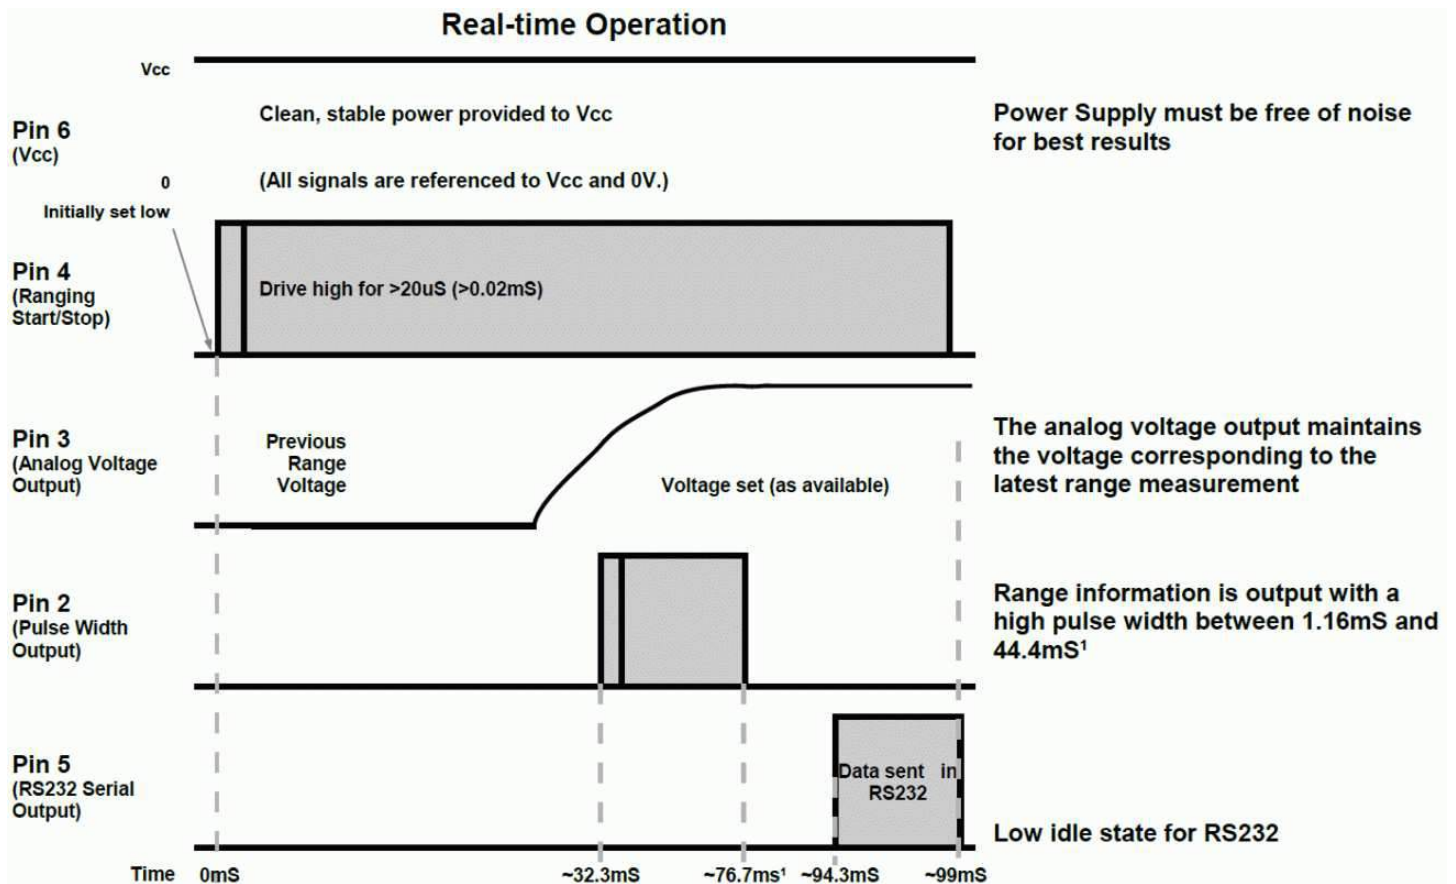 Real-time Operation
Vcc
Pin 6
(Vcc)
0
Clean, stable power provided to Vcc
(All signals are referenced to Vcc and 0V.)
Power Supply must be free of noise
for best results
Initially set low
Pin 4
(Ranging
Start/Stop)
Drive high for >20uS (>0.02mS)
Pin 3
(Analog Voltage
Output)
Previous
Range
Voltage
Voltage set (as available)
The analog voltage output maintains
the voltage corresponding to the
latest range measurement
Pin 2
(Pulse Width
Output)
Range information is output with a
high pulse width between 1.16mS and
44.4mS¹
Pin 5
(RS232 Serial
Output)
Data sent in
RS232
Low idle state for RS232
Time 0mS ~32.3mS ~76.7ms¹ ~94.3mS ~99mS